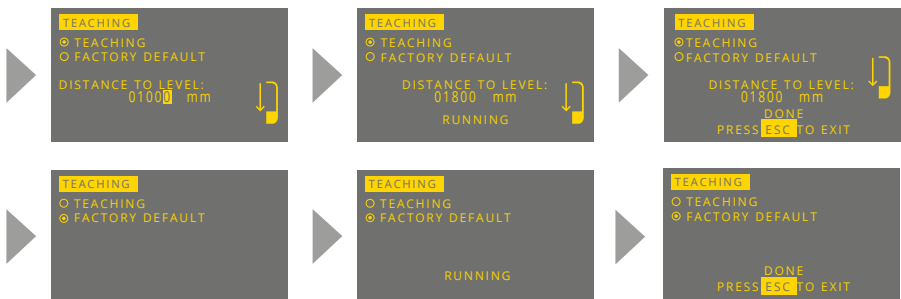 TEACHING
TEACHING
FACTORY DEFAULT
DISTANCE TO LEVEL:
01000 mm
TEACHING
TEACHING
FACTORY DEFAULT
DISTANCE TO LEVEL:
01800 mm
RUNNING
TEACHING
TEACHING
FACTORY DEFAULT
DISTANCE TO LEVEL:
01800 mm
DONE
PRESS ESC TO EXIT
TEACHING
TEACHING
FACTORY DEFAULT
TEACHING
TEACHING
FACTORY DEFAULT
RUNNING
TEACHING
TEACHING
FACTORY DEFAULT
DONE
PRESS ESC TO EXIT